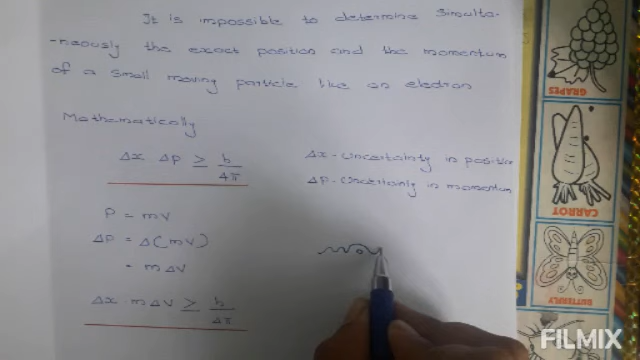 It is impossible to determine simulta-
-neously the exact position and the momentum
of a small moving particle like an electron
Mathematically
Δx · Δp ≥ h/4π
Δx - Uncertainty in position
Δp - Uncertainty in momentum
P = mv
Δp = Δ(mv)
= mΔv
Δx · mΔv ≥ h/4π
GRAPES
CARROT
BUTTERFLY
FILMIX